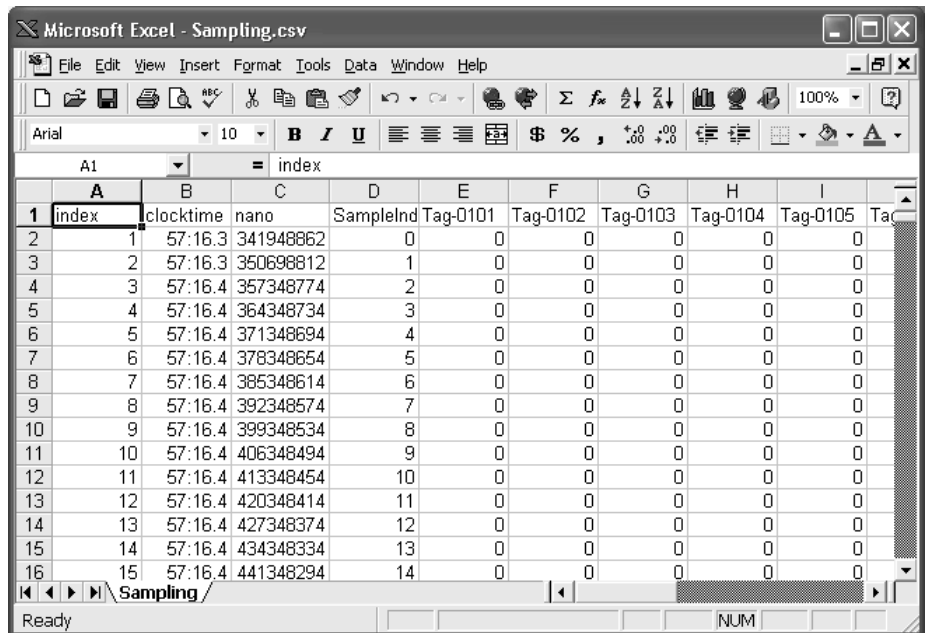 Microsoft Excel - Sampling.csv
File Edit View Insert Format Tools Data Window Help
ABC Σ fx 100% ?
Arial 10 B I U $ % ,
A1 = index
A B C D E F G H I
1 index clocktime nano SampleInd Tag-0101 Tag-0102 Tag-0103 Tag-0104 Tag-0105
2 1 57:16.3 341948862 0 0 0 0 0 0
3 2 57:16.3 350698812 1 0 0 0 0 0
4 3 57:16.4 357348774 2 0 0 0 0 0
5 4 57:16.4 364348734 3 0 0 0 0 0
6 5 57:16.4 371348694 4 0 0 0 0 0
7 6 57:16.4 378348654 5 0 0 0 0 0
8 7 57:16.4 385348614 6 0 0 0 0 0
9 8 57:16.4 392348574 7 0 0 0 0 0
10 9 57:16.4 399348534 8 0 0 0 0 0
11 10 57:16.4 406348494 9 0 0 0 0 0
12 11 57:16.4 413348454 10 0 0 0 0 0
13 12 57:16.4 420348414 11 0 0 0 0 0
14 13 57:16.4 427348374 12 0 0 0 0 0
15 14 57:16.4 434348334 13 0 0 0 0 0
16 15 57:16.4 441348294 14 0 0 0 0 0
Sampling
Ready NUM